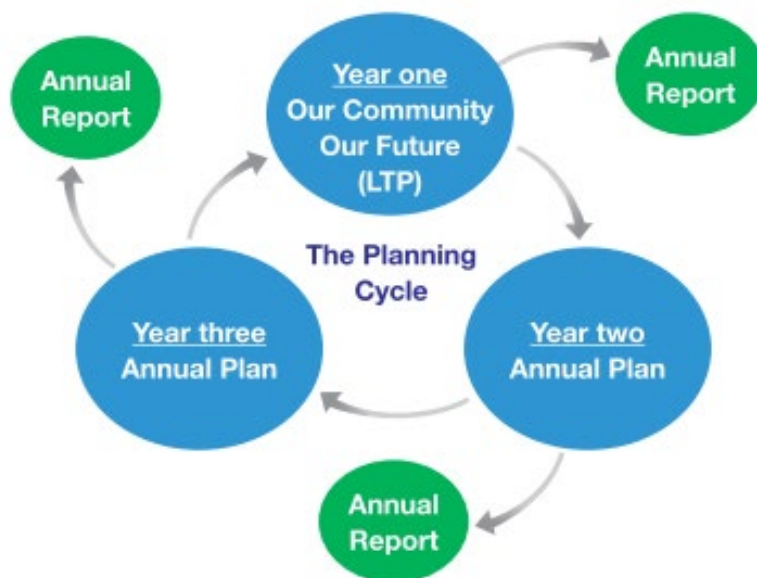 Annual
Report
Year one
Our Community
Our Future
(LTP)
Annual
Report
The Planning
Cycle
Year three
Annual Plan
Year two
Annual Plan
Annual
Report